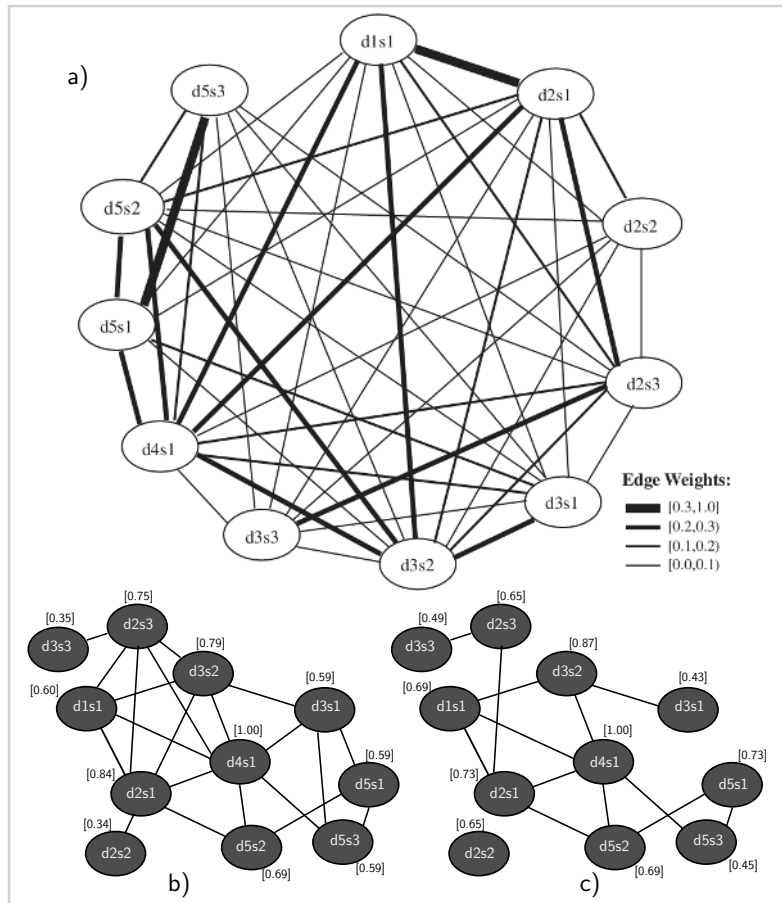 a)
d1s1
d5s3
d2s1
d5s2
d2s2
d5s1
d2s3
d4s1
d3s1
d3s3
d3s2
Edge Weights:
[0.3,1.0]
[0.2,0.3)
[0.1,0.2)
[0.0,0.1)
[0.75]
d2s3
[0.35]
d3s3
[0.79]
d3s2
[0.60]
d1s1
[0.59]
d3s1
[1.00]
d4s1
[0.84]
d2s1
[0.59]
d5s1
[0.34]
d2s2
d5s2
[0.69]
d5s3
[0.59]
b)
[0.65]
d2s3
[0.49]
d3s3
[0.87]
d3s2
[0.69]
d1s1
[0.43]
d3s1
[1.00]
d4s1
[0.73]
d2s1
[0.73]
d5s1
[0.65]
d2s2
d5s2
[0.69]
d5s3
[0.45]
c)